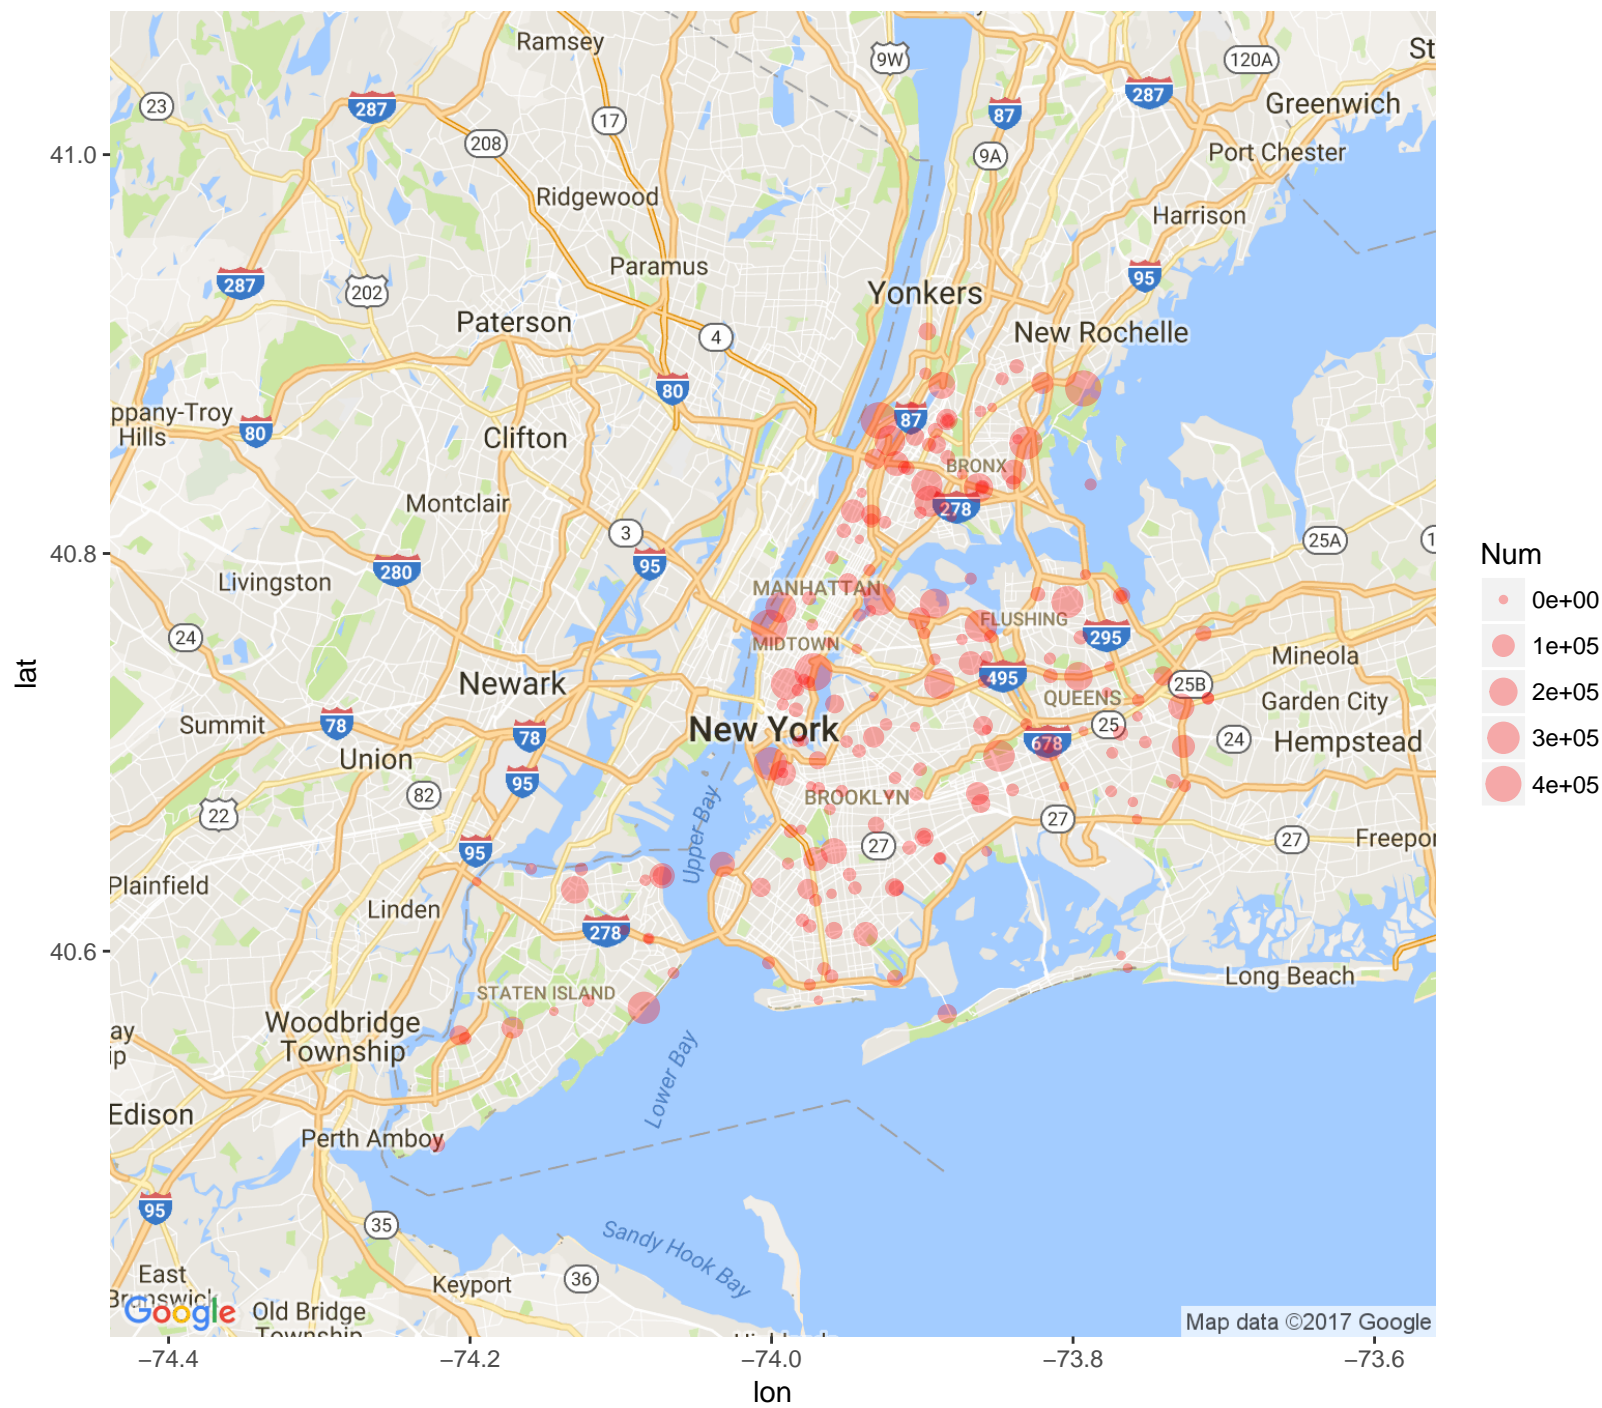 Ramsey
9W
120A
St
23
287
287
Greenwich
87
17
208
9A
Port Chester
41.0
Ridgewood
Harrison
Paramus
95
287
202
Yonkers
Paterson
New Rochelle
4
80
ppany-Troy
Hills
87
80
Clifton
BRONX
Montclair
278
3
25A
1
40.8
95
280
Livingston
MANHATTAN
FLUSHING
24
MIDTOWN
295
Mineola
495
Newark
25B
QUEENS
Garden City
Summit
78
78
New York
25
678
24
Hempstead
Union
95
82
BROOKLYN
22
Upper Bay
27
27
Freepor
95
27
Plainfield
Linden
278
40.6
Long Beach
STATEN ISLAND
Woodbridge
Township
ay
ip
Lower Bay
Edison
Perth Amboy
95
35
Sandy Hook Bay
East
Brunswick
Keyport
36
Old Bridge
Township
Google
Map data ©2017 Google
−74.4
−74.2
−74.0
−73.8
−73.6
lon
lat
Num
0e+00
1e+05
2e+05
3e+05
4e+05